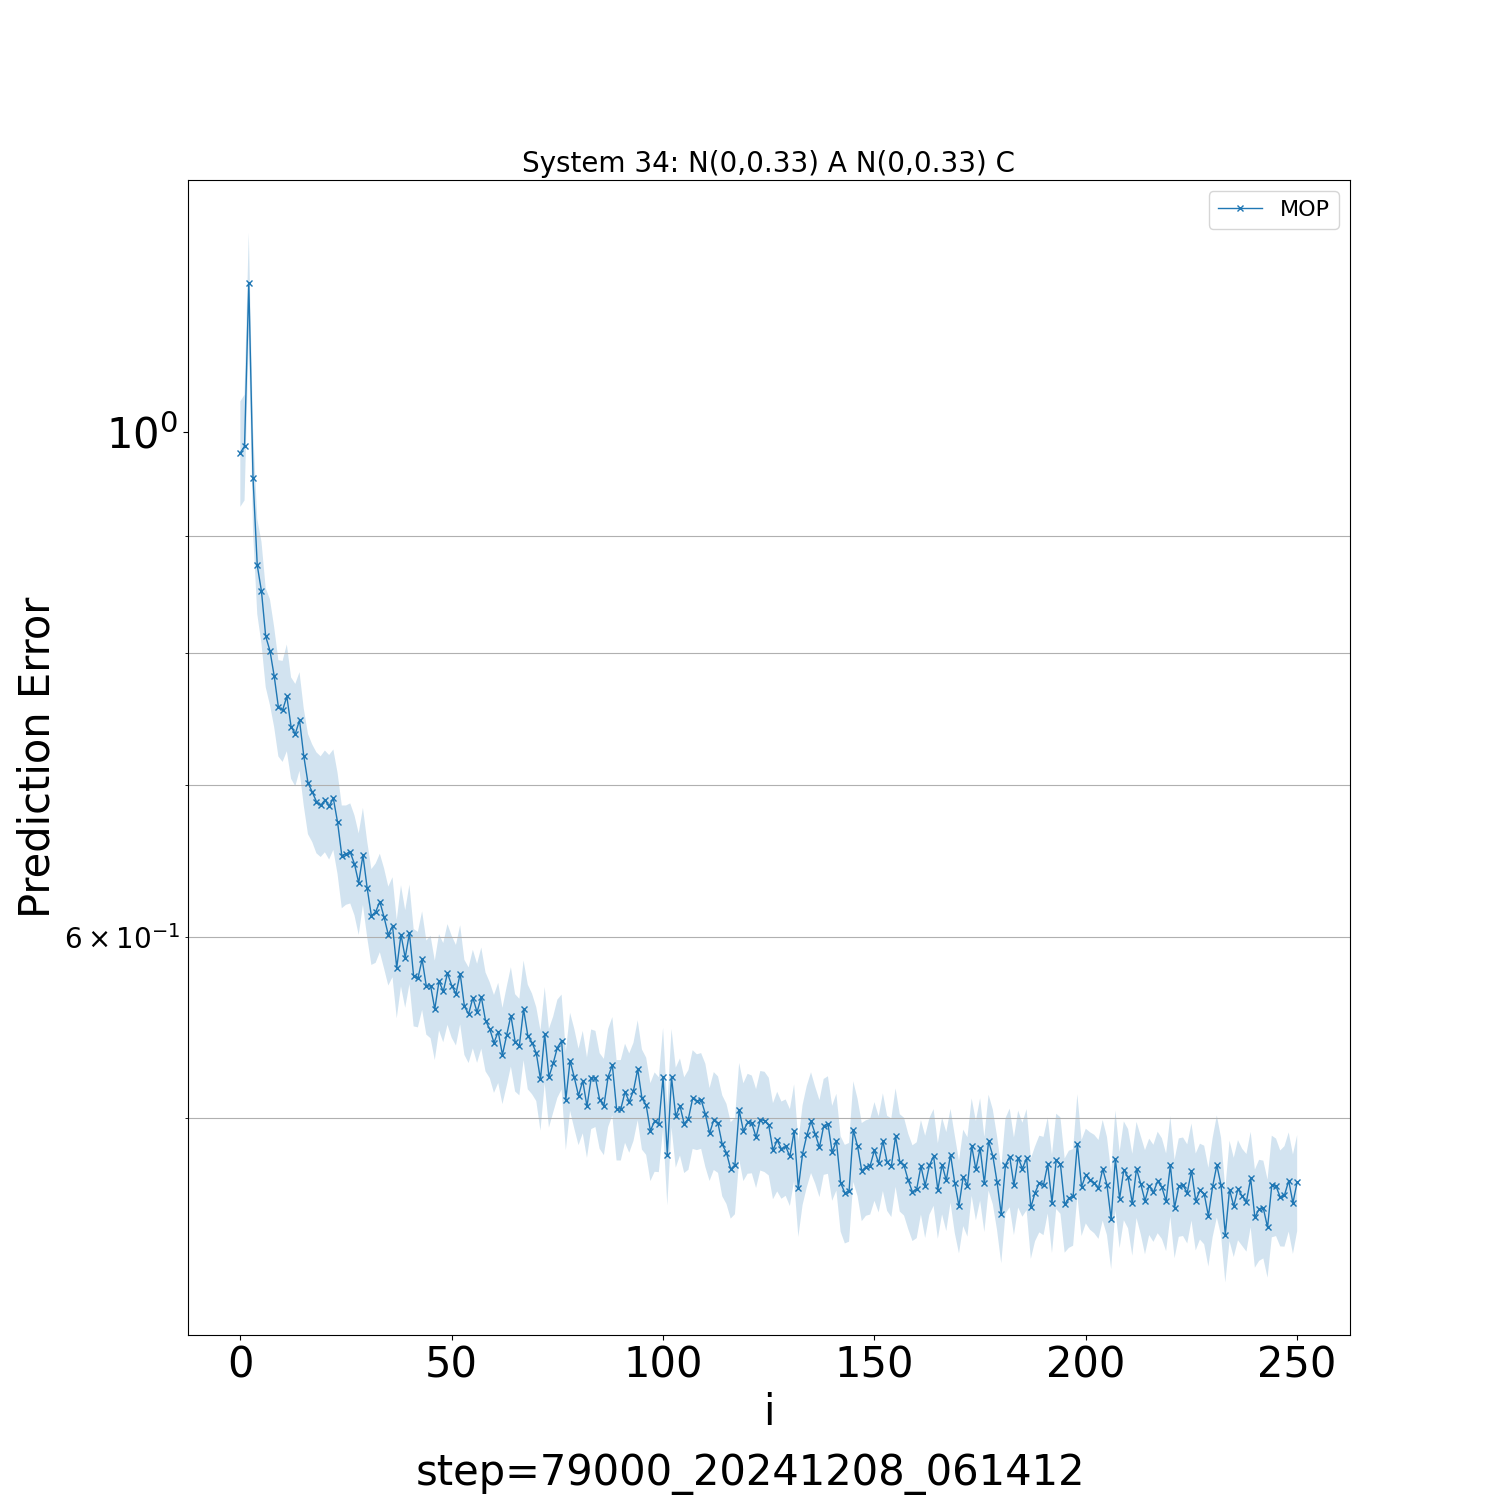 System 34: N(0,0.33) A N(0,0.33) C
MOP
10⁰
6 × 10⁻¹
Prediction Error
0 50 100 150 200 250
i
step=79000_20241208_061412